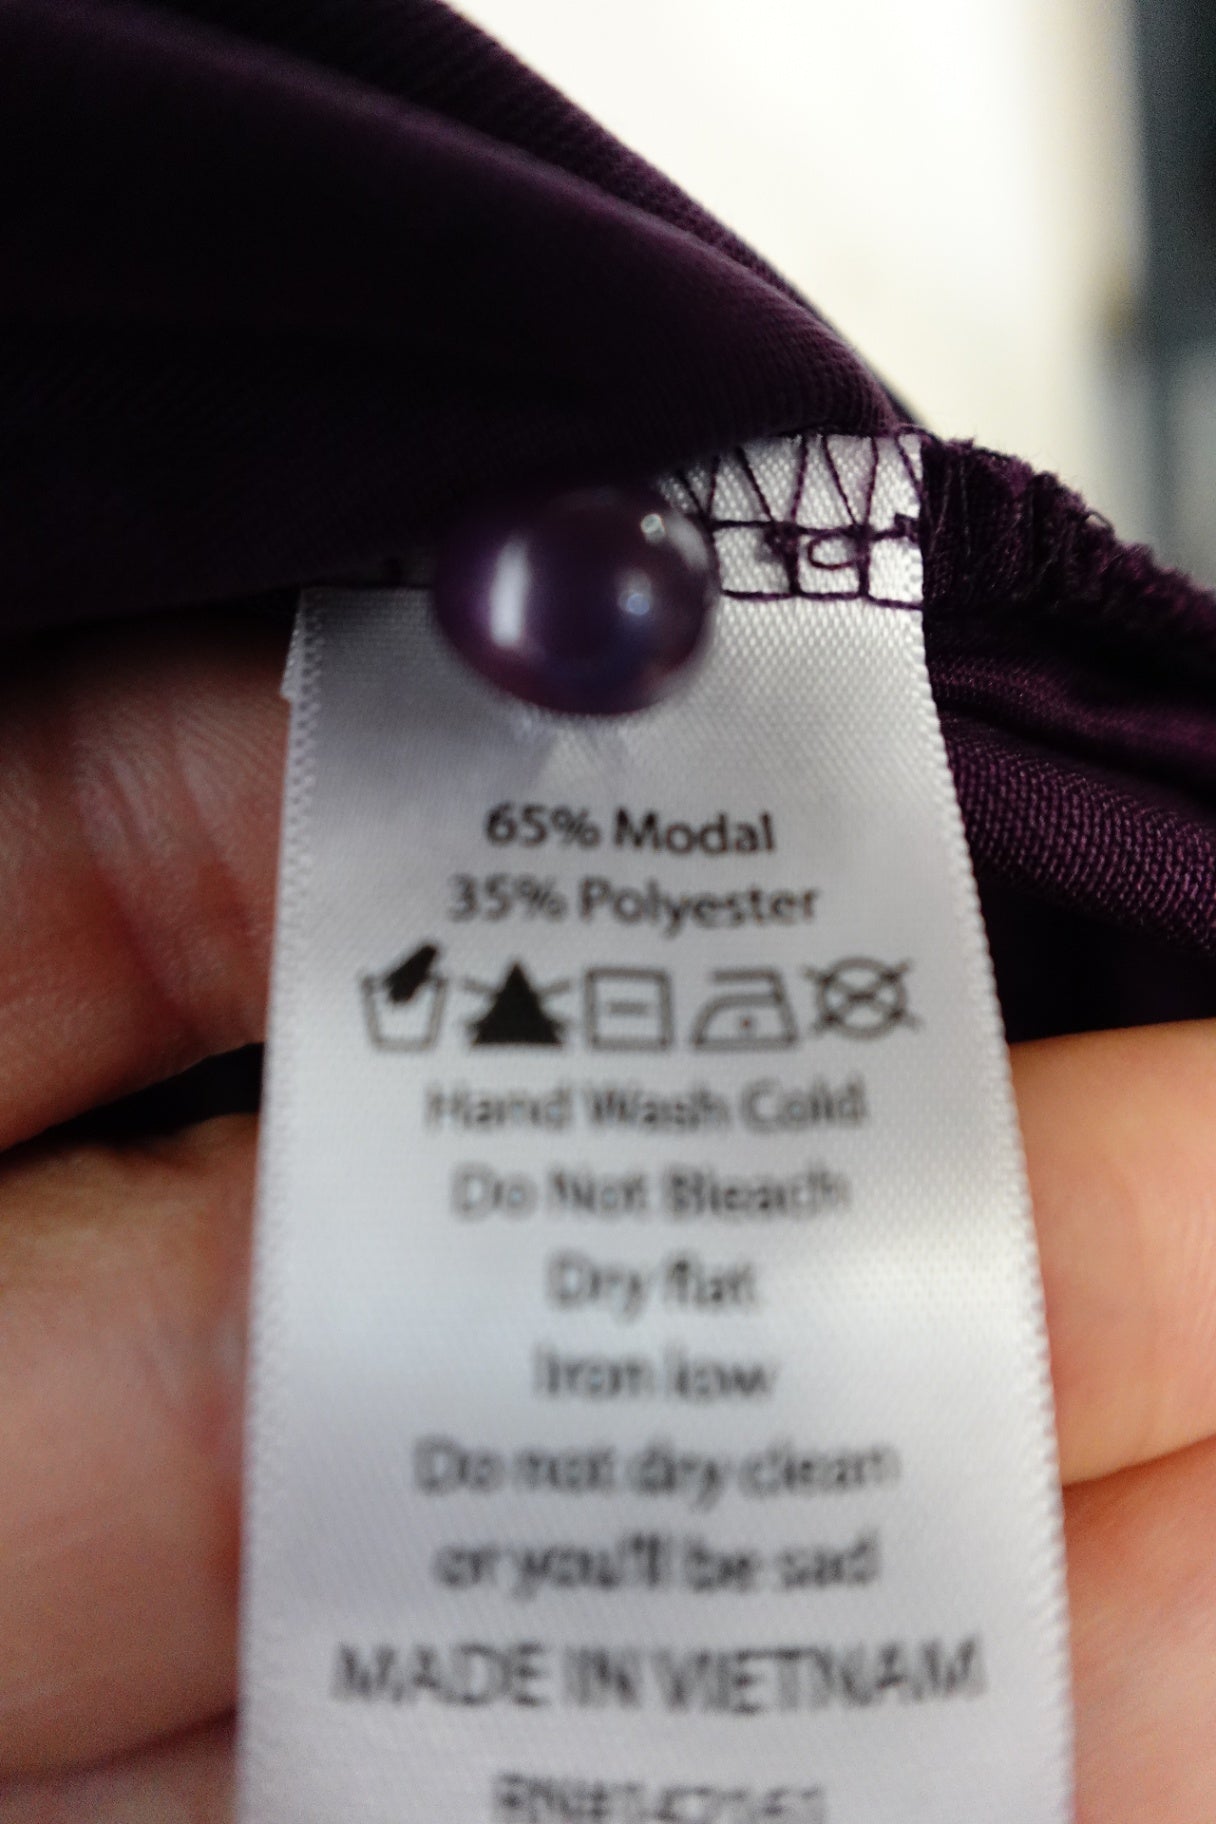 65% Modal
35% Polyester
Hand Wash Cold
Do Not Bleach
Dry flat
Iron low
Do not dry clean
or you'll be sad
MADE IN VIETNAM